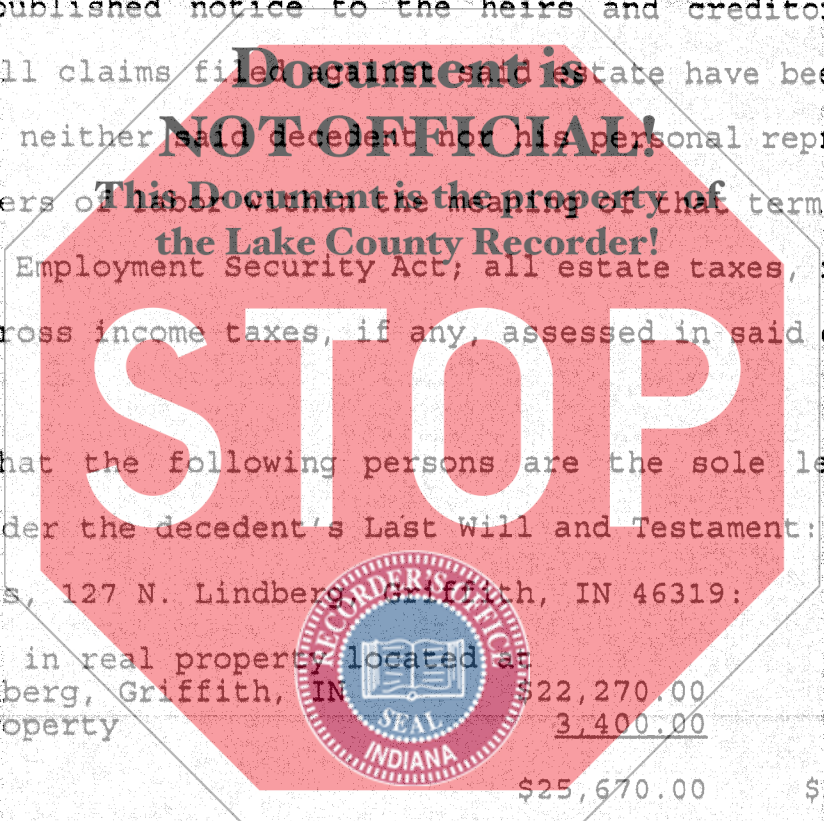 published notice to the heirs and credito
ll claims filed against said estate have bee
neither said decedent nor his personal repr
ers of labor within the meaning of that term
Employment Security Act; all estate taxes,
ross income taxes, if any, assessed in said
hat the following persons are the sole le
der the decedent's Last Will and Testament:
s, 127 N. Lindberg, Griffith, IN 46319:
in real property located at
berg, Griffith, IN $22,270.00
operty 3,400.00
$25,670.00 $
Document is
NOT OFFICIAL!
This Document is the property of
the Lake County Recorder!
STOP
RECORDER'S OFFICE
SEAL
INDIANA